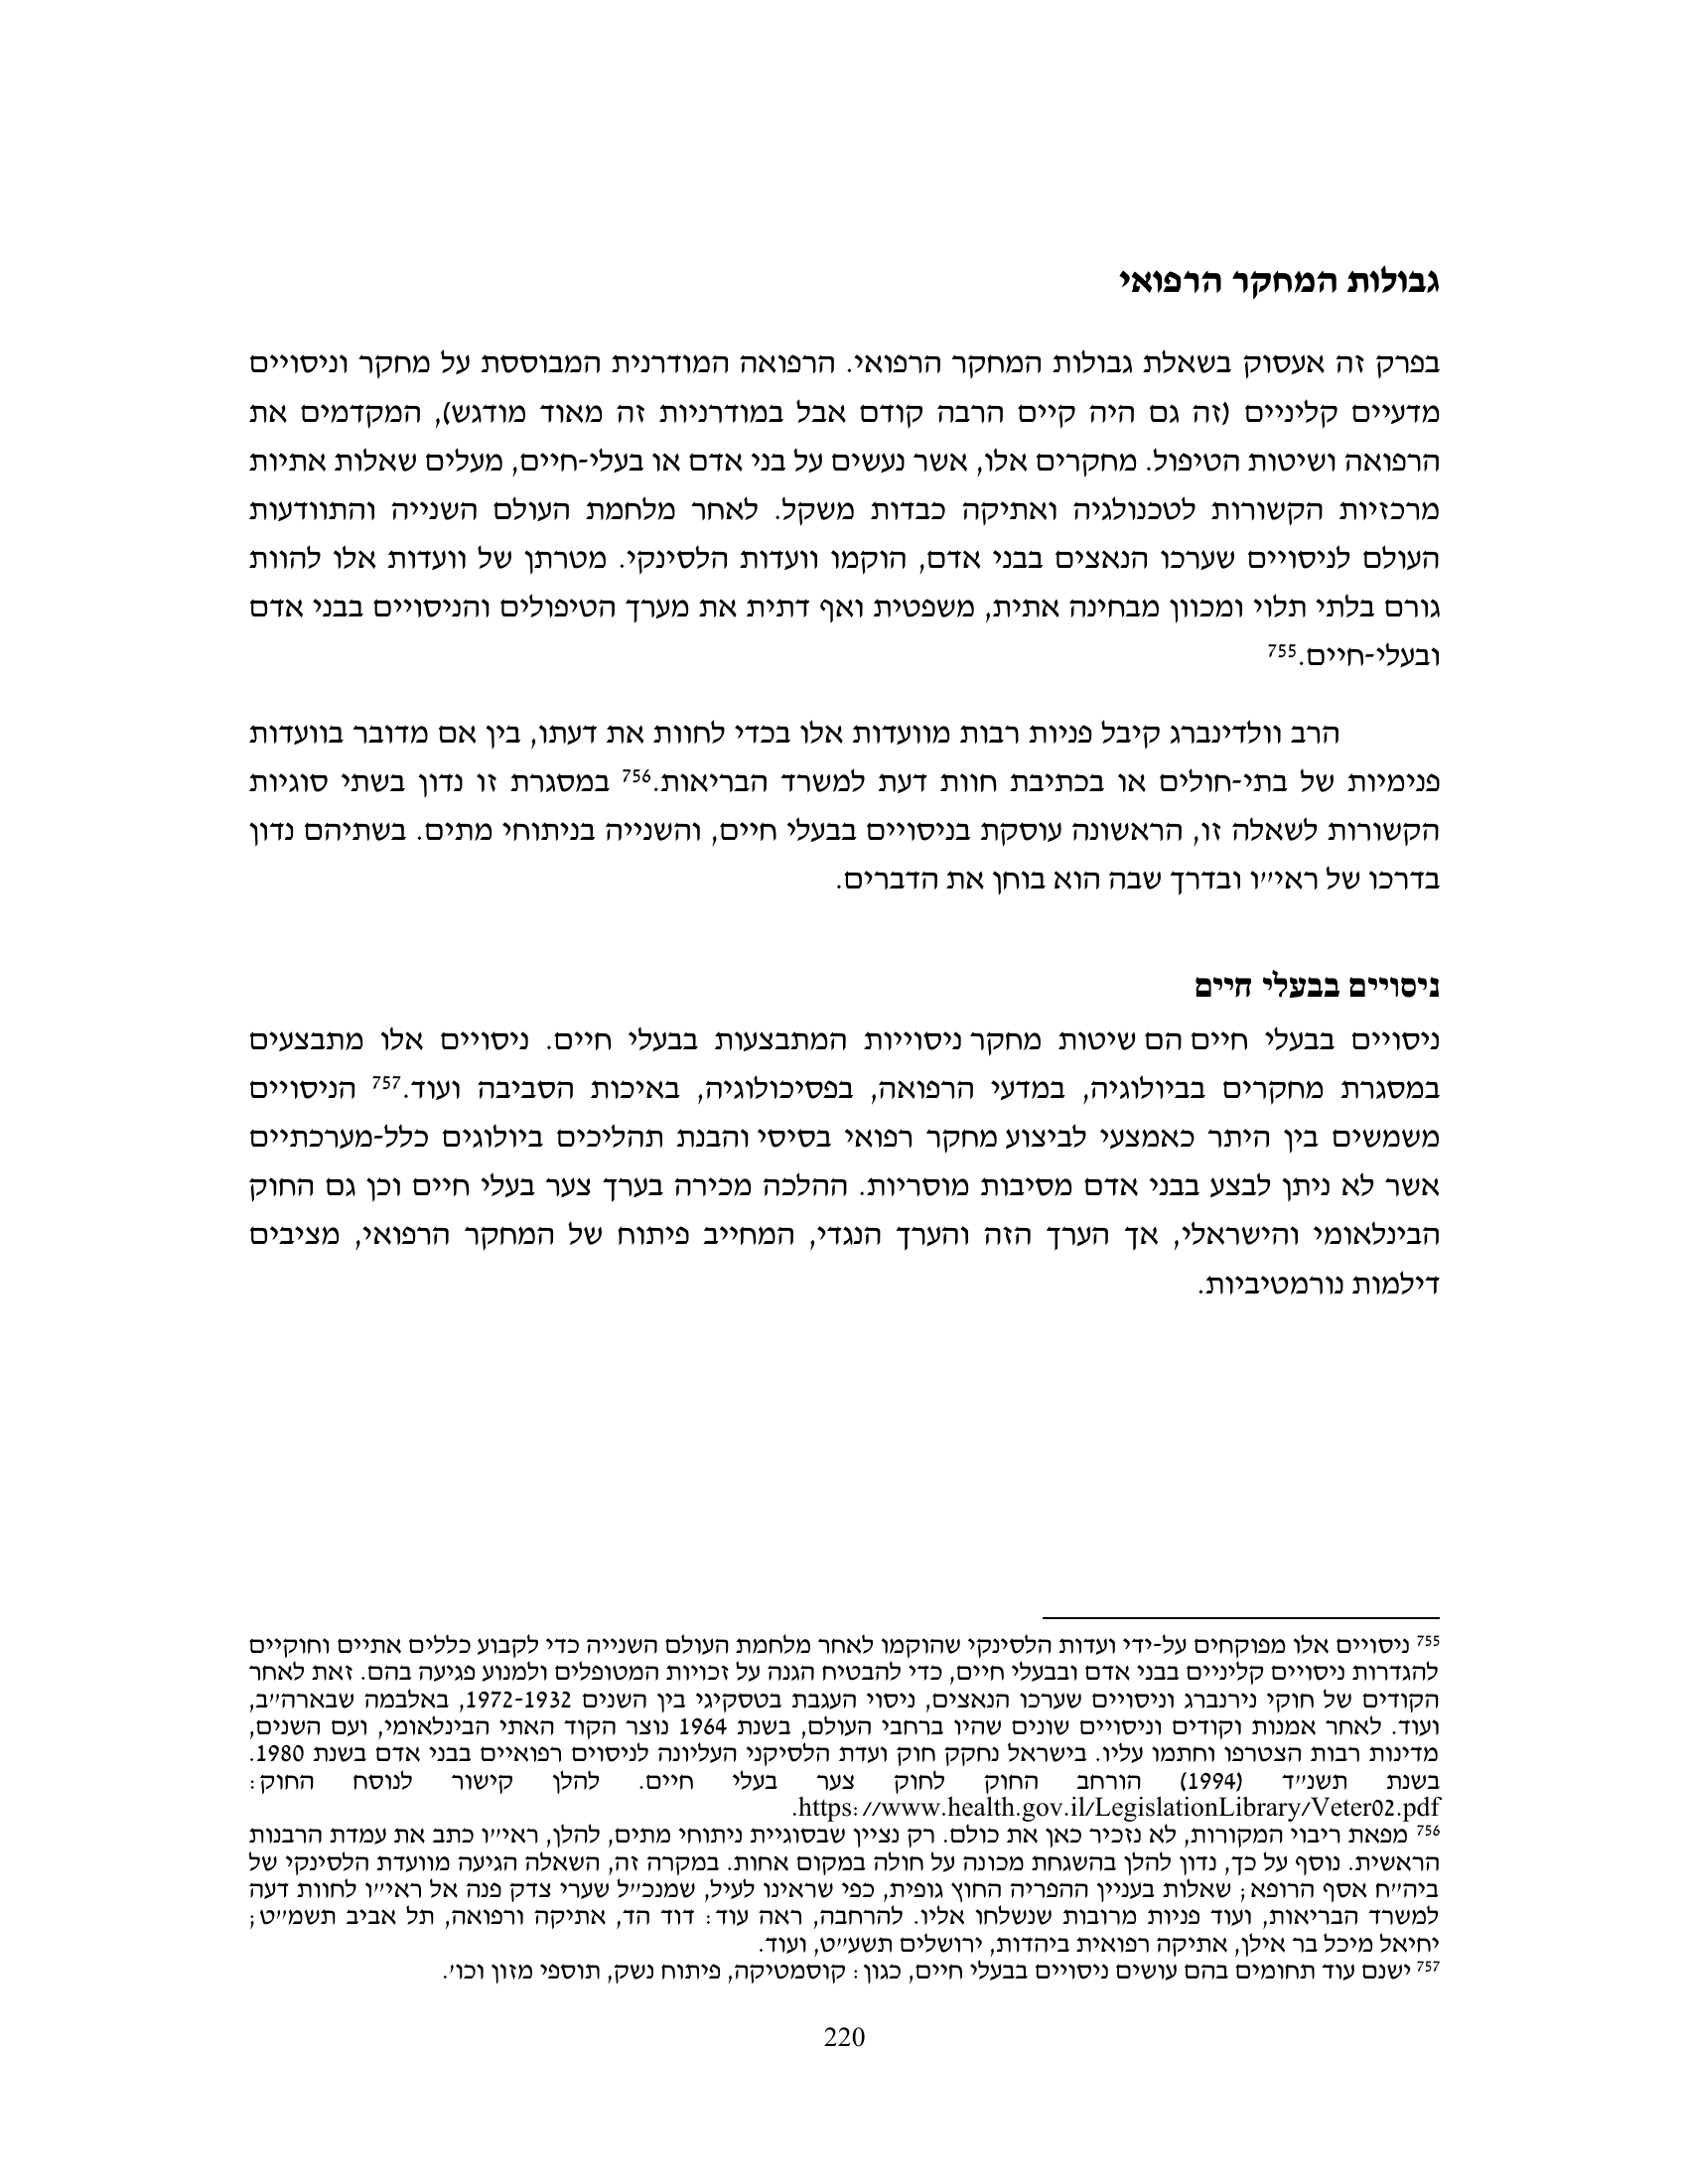 גבולות המחקר הרפואי
בפרק זה אעסוק בשאלת גבולות המחקר הרפואי. הרפואה המודרנית המבוססת על מחקר וניסויים
מדעיים קליניים (זה גם היה קיים הרבה קודם אבל במודרניות זה מאוד מודגש), המקדמים את
הרפואה ושיטות הטיפול. מחקרים אלו, אשר נעשים על בני אדם או בעלי-חיים, מעלים שאלות אתיות
מרכזיות הקשורות לטכנולגיה ואתיקה כבדות משקל. לאחר מלחמת העולם השנייה והתוודעות
העולם לניסויים שערכו הנאצים בבני אדם, הוקמו וועדות הלסינקי. מטרתן של וועדות אלו להוות
גורם בלתי תלוי ומכוון מבחינה אתית, משפטית ואף דתית את מערך הטיפולים והניסויים בבני אדם
ובעלי-חיים.755
הרב וולדינברג קיבל פניות רבות מוועדות אלו בכדי לחוות את דעתו, בין אם מדובר בוועדות
פנימיות של בתי-חולים או בכתיבת חוות דעת למשרד הבריאות.756 במסגרת זו נדון בשתי סוגיות
הקשורות לשאלה זו, הראשונה עוסקת בניסויים בבעלי חיים, והשנייה בניתוחי מתים. בשתיהם נדון
בדרכו של ראי״ו ובדרך שבה הוא בוחן את הדברים.
ניסויים בבעלי חיים
ניסויים בבעלי חיים הם שיטות מחקר ניסוייות המתבצעות בבעלי חיים. ניסויים אלו מתבצעים
במסגרת מחקרים בביולוגיה, במדעי הרפואה, בפסיכולוגיה, באיכות הסביבה ועוד.757 הניסויים
משמשים בין היתר כאמצעי לביצוע מחקר רפואי בסיסי והבנת תהליכים ביולוגים כלל-מערכתיים
אשר לא ניתן לבצע בבני אדם מסיבות מוסריות. ההלכה מכירה בערך צער בעלי חיים וכן גם החוק
הבינלאומי והישראלי, אך הערך הזה והערך הנגדי, המחייב פיתוח של המחקר הרפואי, מציבים
דילמות נורמטיביות.
755 ניסויים אלו מפוקחים על-ידי ועדות הלסינקי שהוקמו לאחר מלחמת העולם השנייה כדי לקבוע כללים אתיים וחוקיים
להגדרות ניסויים קליניים בבני אדם ובבעלי חיים, כדי להבטיח הגנה על זכויות המטופלים ולמנוע פגיעה בהם. זאת לאחר
הקודים של חוקי נירנברג וניסויים שערכו הנאצים, ניסוי העגבת בטסקיגי בין השנים 1972-1932, באלבמה שבארה״ב,
ועוד. לאחר אמנות וקודים וניסויים שונים שהיו ברחבי העולם, בשנת 1964 נוצר הקוד האתי הבינלאומי, ועם השנים,
מדינות רבות הצטרפו וחתמו עליו. בישראל נחקק חוק ועדת הלסיקני העליונה לניסוים רפואיים בבני אדם בשנת 1980.
בשנת תשנ״ד (1994) הורחב החוק לחוק צער בעלי חיים. להלן קישור לנוסח החוק:
https://www.health.gov.il/LegislationLibrary/Veter02.pdf.
756 מפאת ריבוי המקורות, לא נזכיר כאן את כולם. רק נציין שבסוגיית ניתוחי מתים, להלן, ראי״ו כתב את עמדת הרבנות
הראשית. נוסף על כך, נדון להלן בהשגחת מכונה על חולה במקום אחות. במקרה זה, השאלה הגיעה מוועדת הלסינקי של
ביה״ח אסף הרופא; שאלות בעניין ההפריה החוץ גופית, כפי שראינו לעיל, שמנכ״ל שערי צדק פנה אל ראי״ו לחוות דעה
למשרד הבריאות, ועוד פניות מרובות שנשלחו אליו. להרחבה, ראה עוד: דוד הד, אתיקה ורפואה, תל אביב תשמ״ט;
יחיאל מיכל בר אילן, אתיקה רפואית ביהדות, ירושלים תשע״ט, ועוד.
757 ישנם עוד תחומים בהם עושים ניסויים בבעלי חיים, כגון: קוסמטיקה, פיתוח נשק, תוספי מזון וכו׳.
220